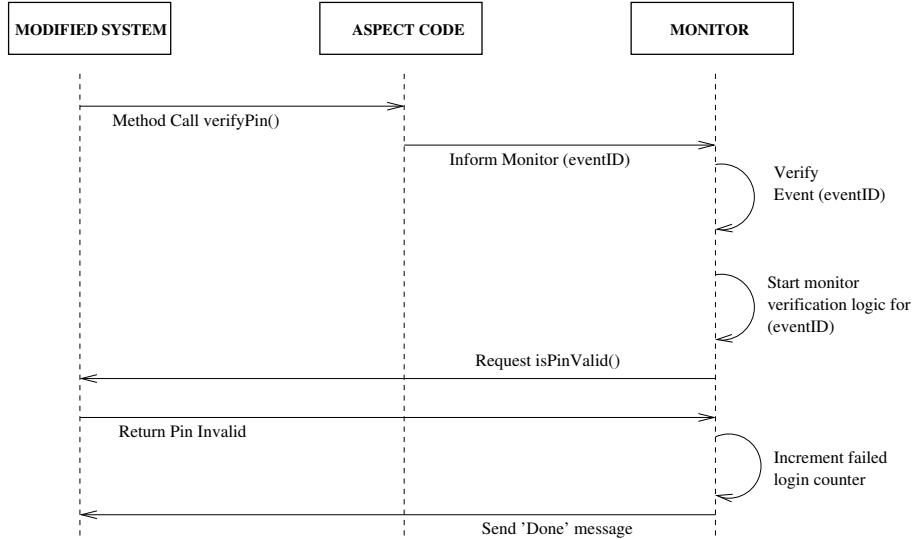 MODIFIED SYSTEM
ASPECT CODE
MONITOR
Method Call verifyPin()
Inform Monitor (eventID)
Verify
Event (eventID)
Start monitor
verification logic for
(eventID)
Request isPinValid()
Return Pin Invalid
Increment failed
login counter
Send 'Done' message